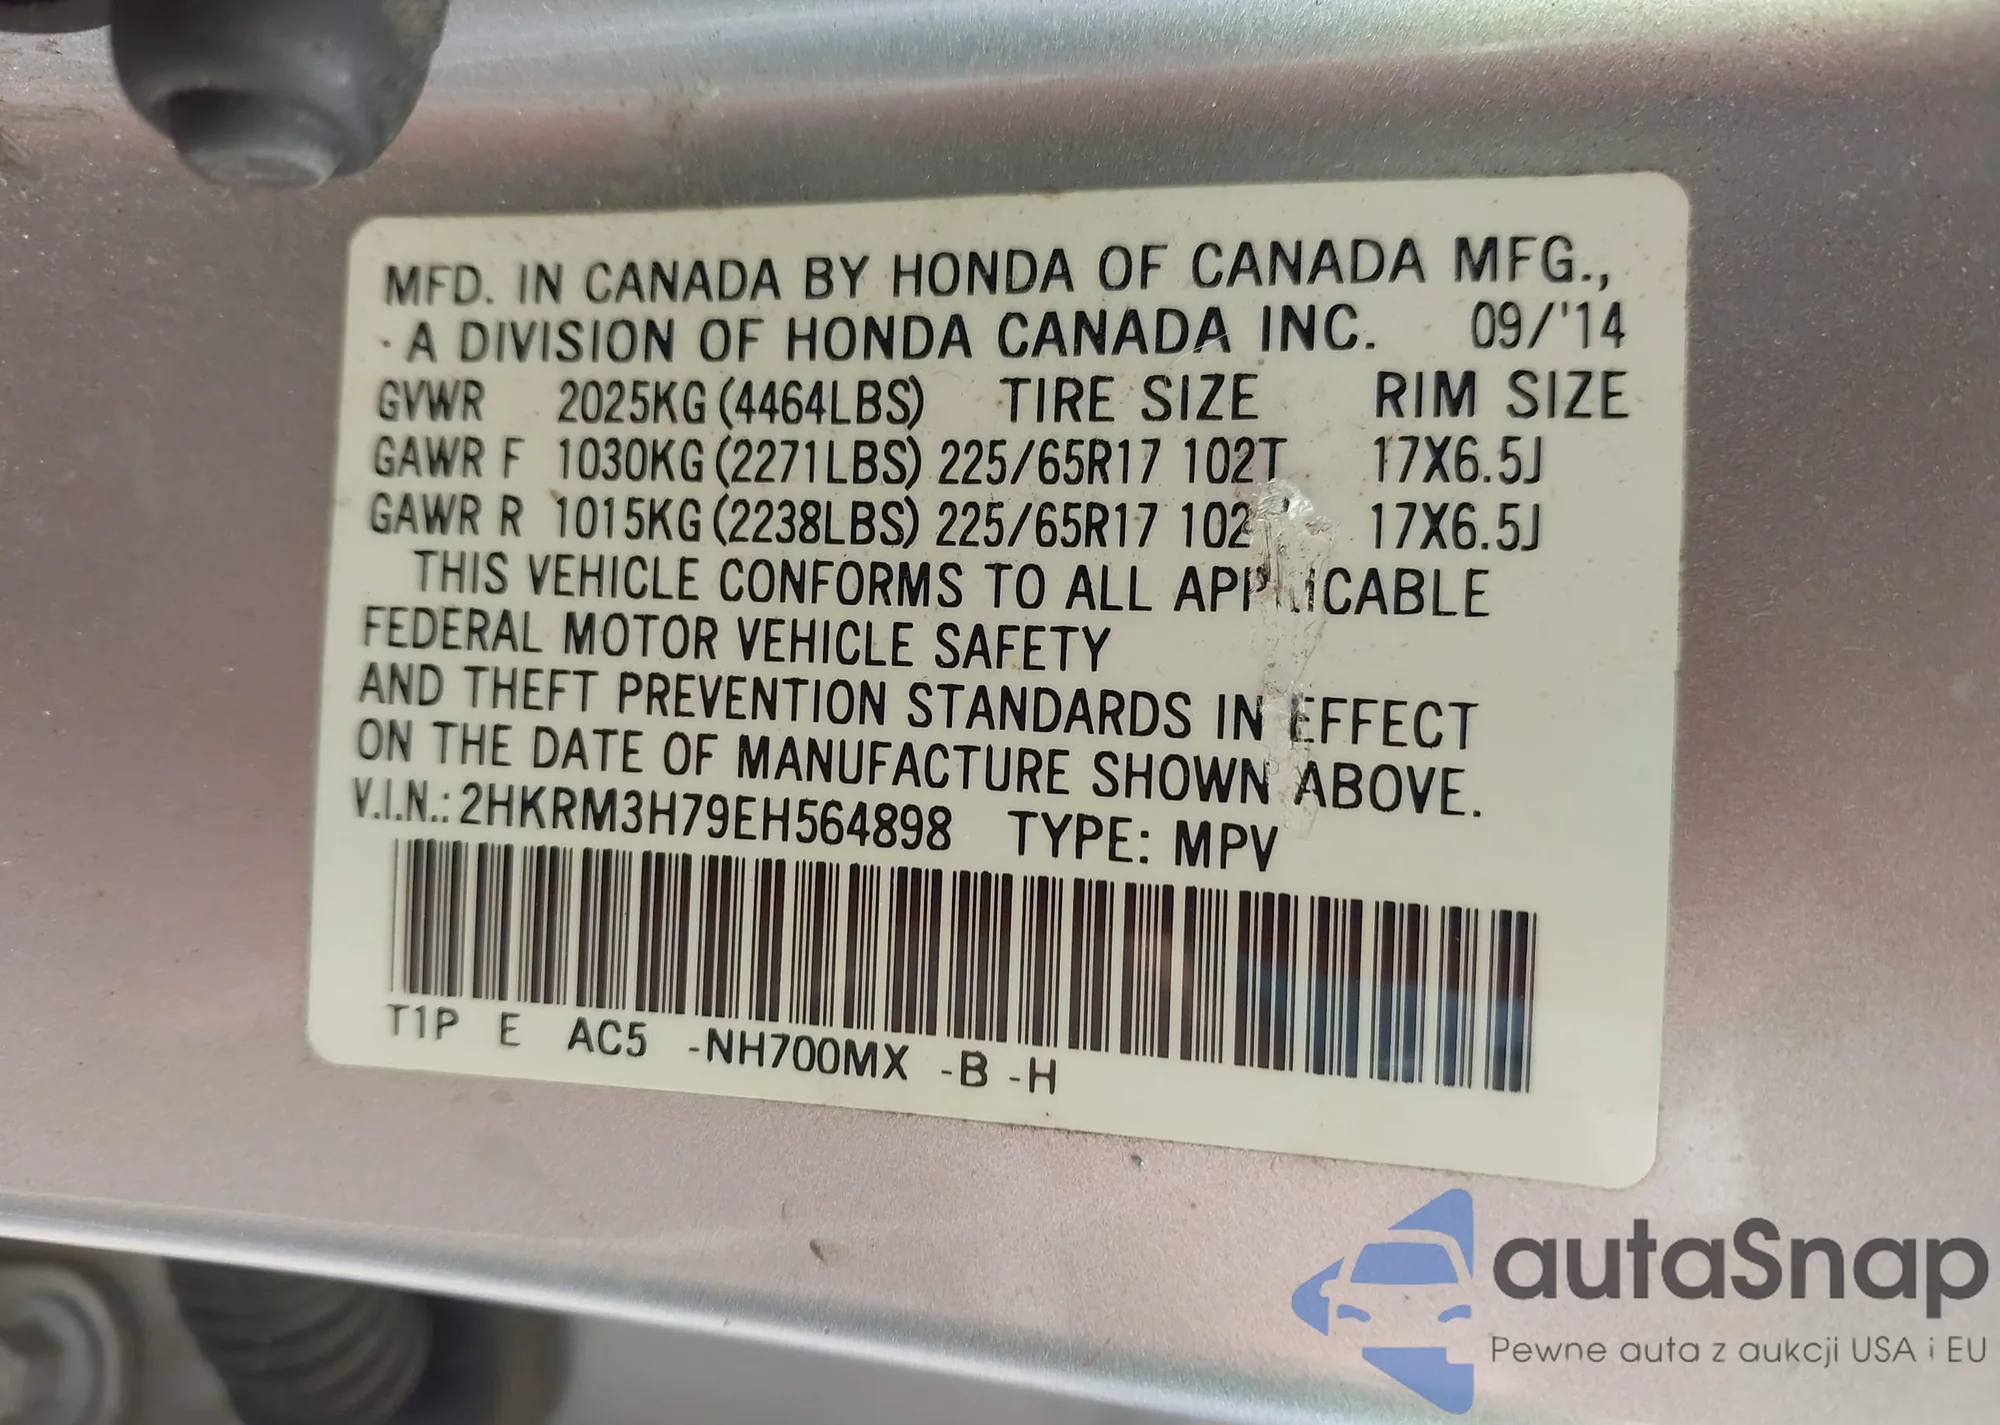 MFD. IN CANADA BY HONDA OF CANADA MFG.,
· A DIVISION OF HONDA CANADA INC. 09/'14
GVWR 2025KG (4464LBS) TIRE SIZE RIM SIZE
GAWR F 1030KG (2271LBS) 225/65R17 102T 17X6.5J
GAWR R 1015KG (2238LBS) 225/65R17 102 17X6.5J
THIS VEHICLE CONFORMS TO ALL APPLICABLE
FEDERAL MOTOR VEHICLE SAFETY
AND THEFT PREVENTION STANDARDS IN EFFECT
ON THE DATE OF MANUFACTURE SHOWN ABOVE.
V.I.N.: 2HKRM3H79EH564898 TYPE: MPV
T1P E AC5 -NH700MX -B -H
autaSnap
Pewne auta z aukcji USA i EU